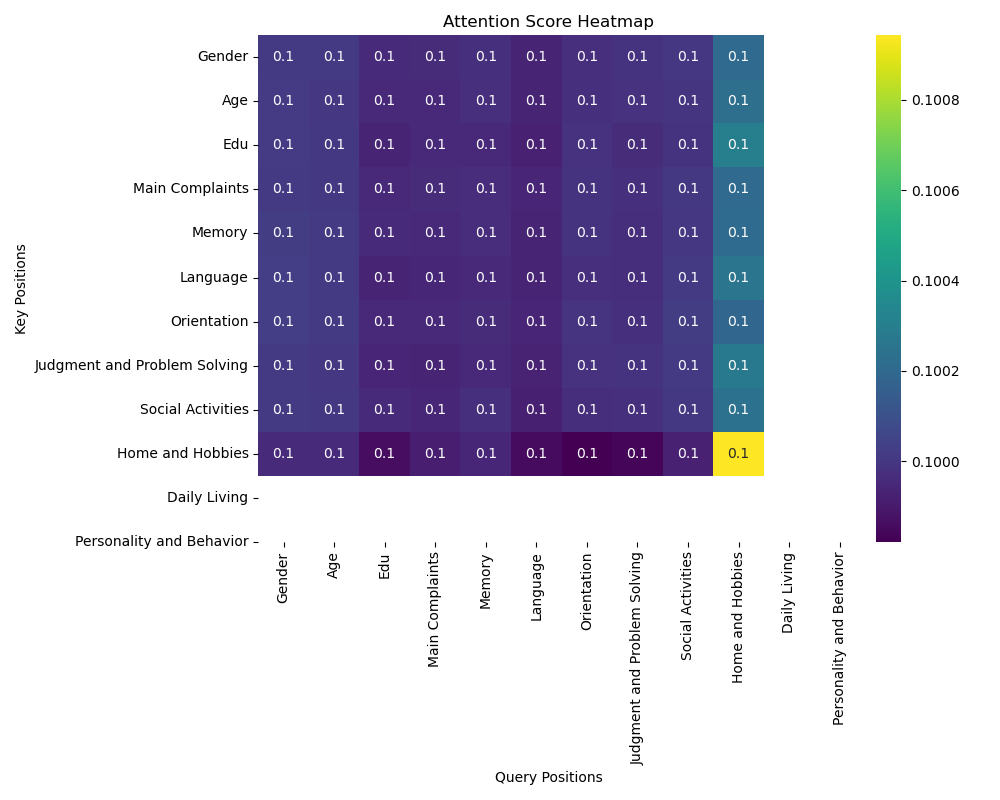 Attention Score Heatmap
Key Positions
Gender 0.1 0.1 0.1 0.1 0.1 0.1 0.1 0.1 0.1 0.1
Age 0.1 0.1 0.1 0.1 0.1 0.1 0.1 0.1 0.1 0.1
Edu 0.1 0.1 0.1 0.1 0.1 0.1 0.1 0.1 0.1 0.1
Main Complaints 0.1 0.1 0.1 0.1 0.1 0.1 0.1 0.1 0.1 0.1
Memory 0.1 0.1 0.1 0.1 0.1 0.1 0.1 0.1 0.1 0.1
Language 0.1 0.1 0.1 0.1 0.1 0.1 0.1 0.1 0.1 0.1
Orientation 0.1 0.1 0.1 0.1 0.1 0.1 0.1 0.1 0.1 0.1
Judgment and Problem Solving 0.1 0.1 0.1 0.1 0.1 0.1 0.1 0.1 0.1 0.1
Social Activities 0.1 0.1 0.1 0.1 0.1 0.1 0.1 0.1 0.1 0.1
Home and Hobbies 0.1 0.1 0.1 0.1 0.1 0.1 0.1 0.1 0.1 0.1
Daily Living
Personality and Behavior
Gender
Age
Edu
Main Complaints
Memory
Language
Orientation
Judgment and Problem Solving
Social Activities
Home and Hobbies
Daily Living
Personality and Behavior
Query Positions
0.1008
0.1006
0.1004
0.1002
0.1000